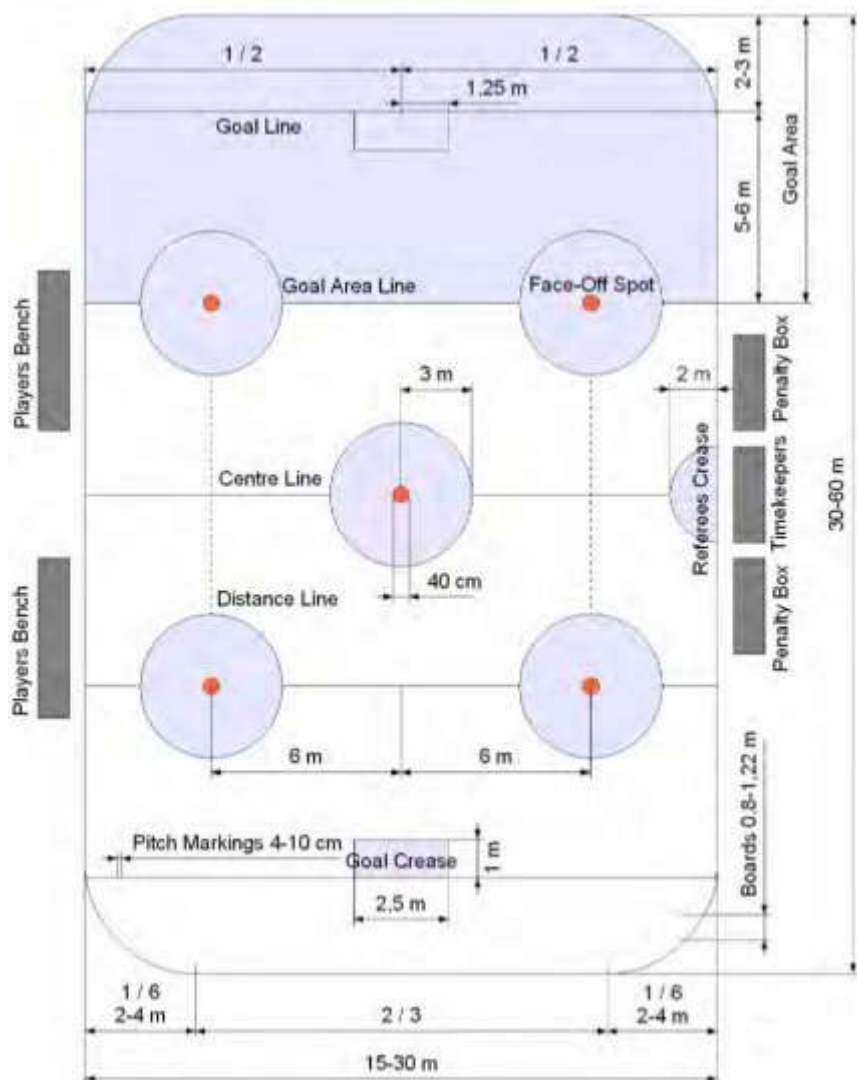 1 / 2
1 / 2
2-3 m
1,25 m
Goal Line
Goal Area
5-6 m
Goal Area Line
Face-Off Spot
Players Bench
Penalty Box
3 m
2 m
Centre Line
Referees Crease
Timekeepers
30-60 m
40 cm
Distance Line
Players Bench
Penalty Box
6 m
6 m
Boards 0,8-1,22 m
Pitch Markings 4-10 cm
Goal Crease
1 m
2,5 m
1 / 6
2-4 m
2 / 3
1 / 6
2-4 m
15-30 m